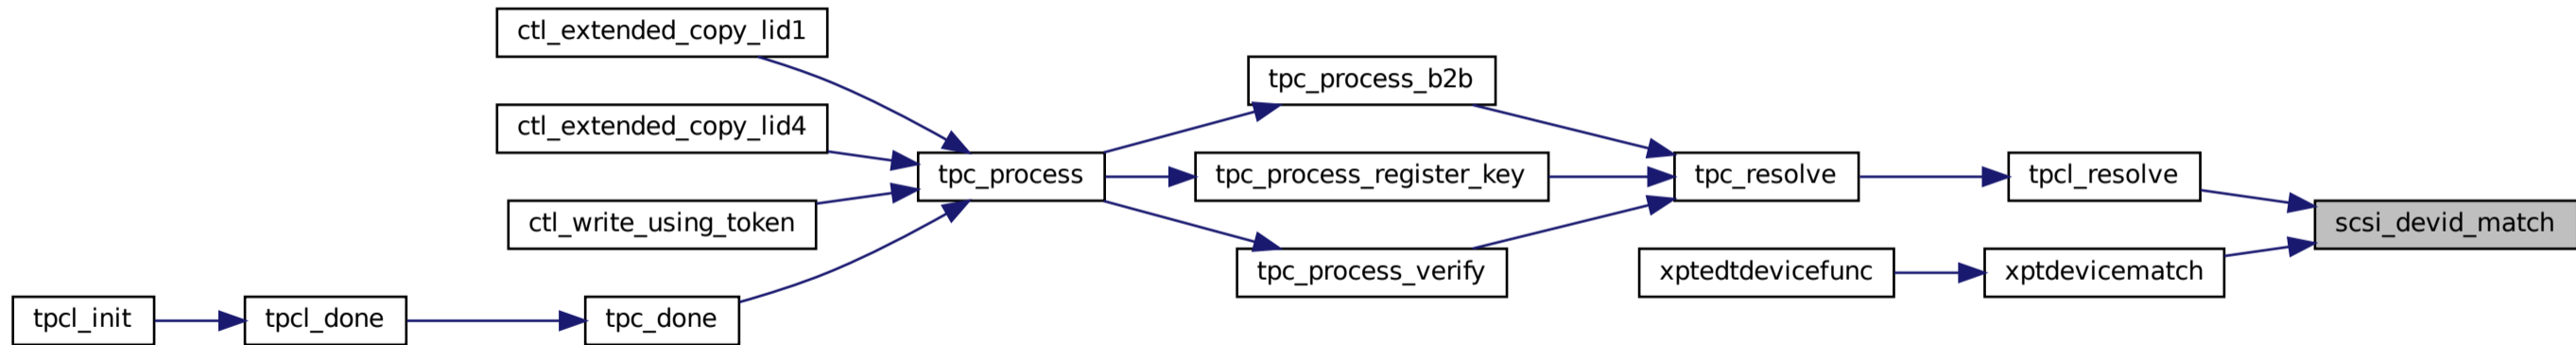 ctl_extended_copy_lid1
ctl_extended_copy_lid4
ctl_write_using_token
tpcl_init
tpcl_done
tpc_done
tpc_process
tpc_process_b2b
tpc_process_register_key
tpc_process_verify
tpc_resolve
xptedtdevicefunc
tpcl_resolve
xptdevicematch
scsi_devid_match